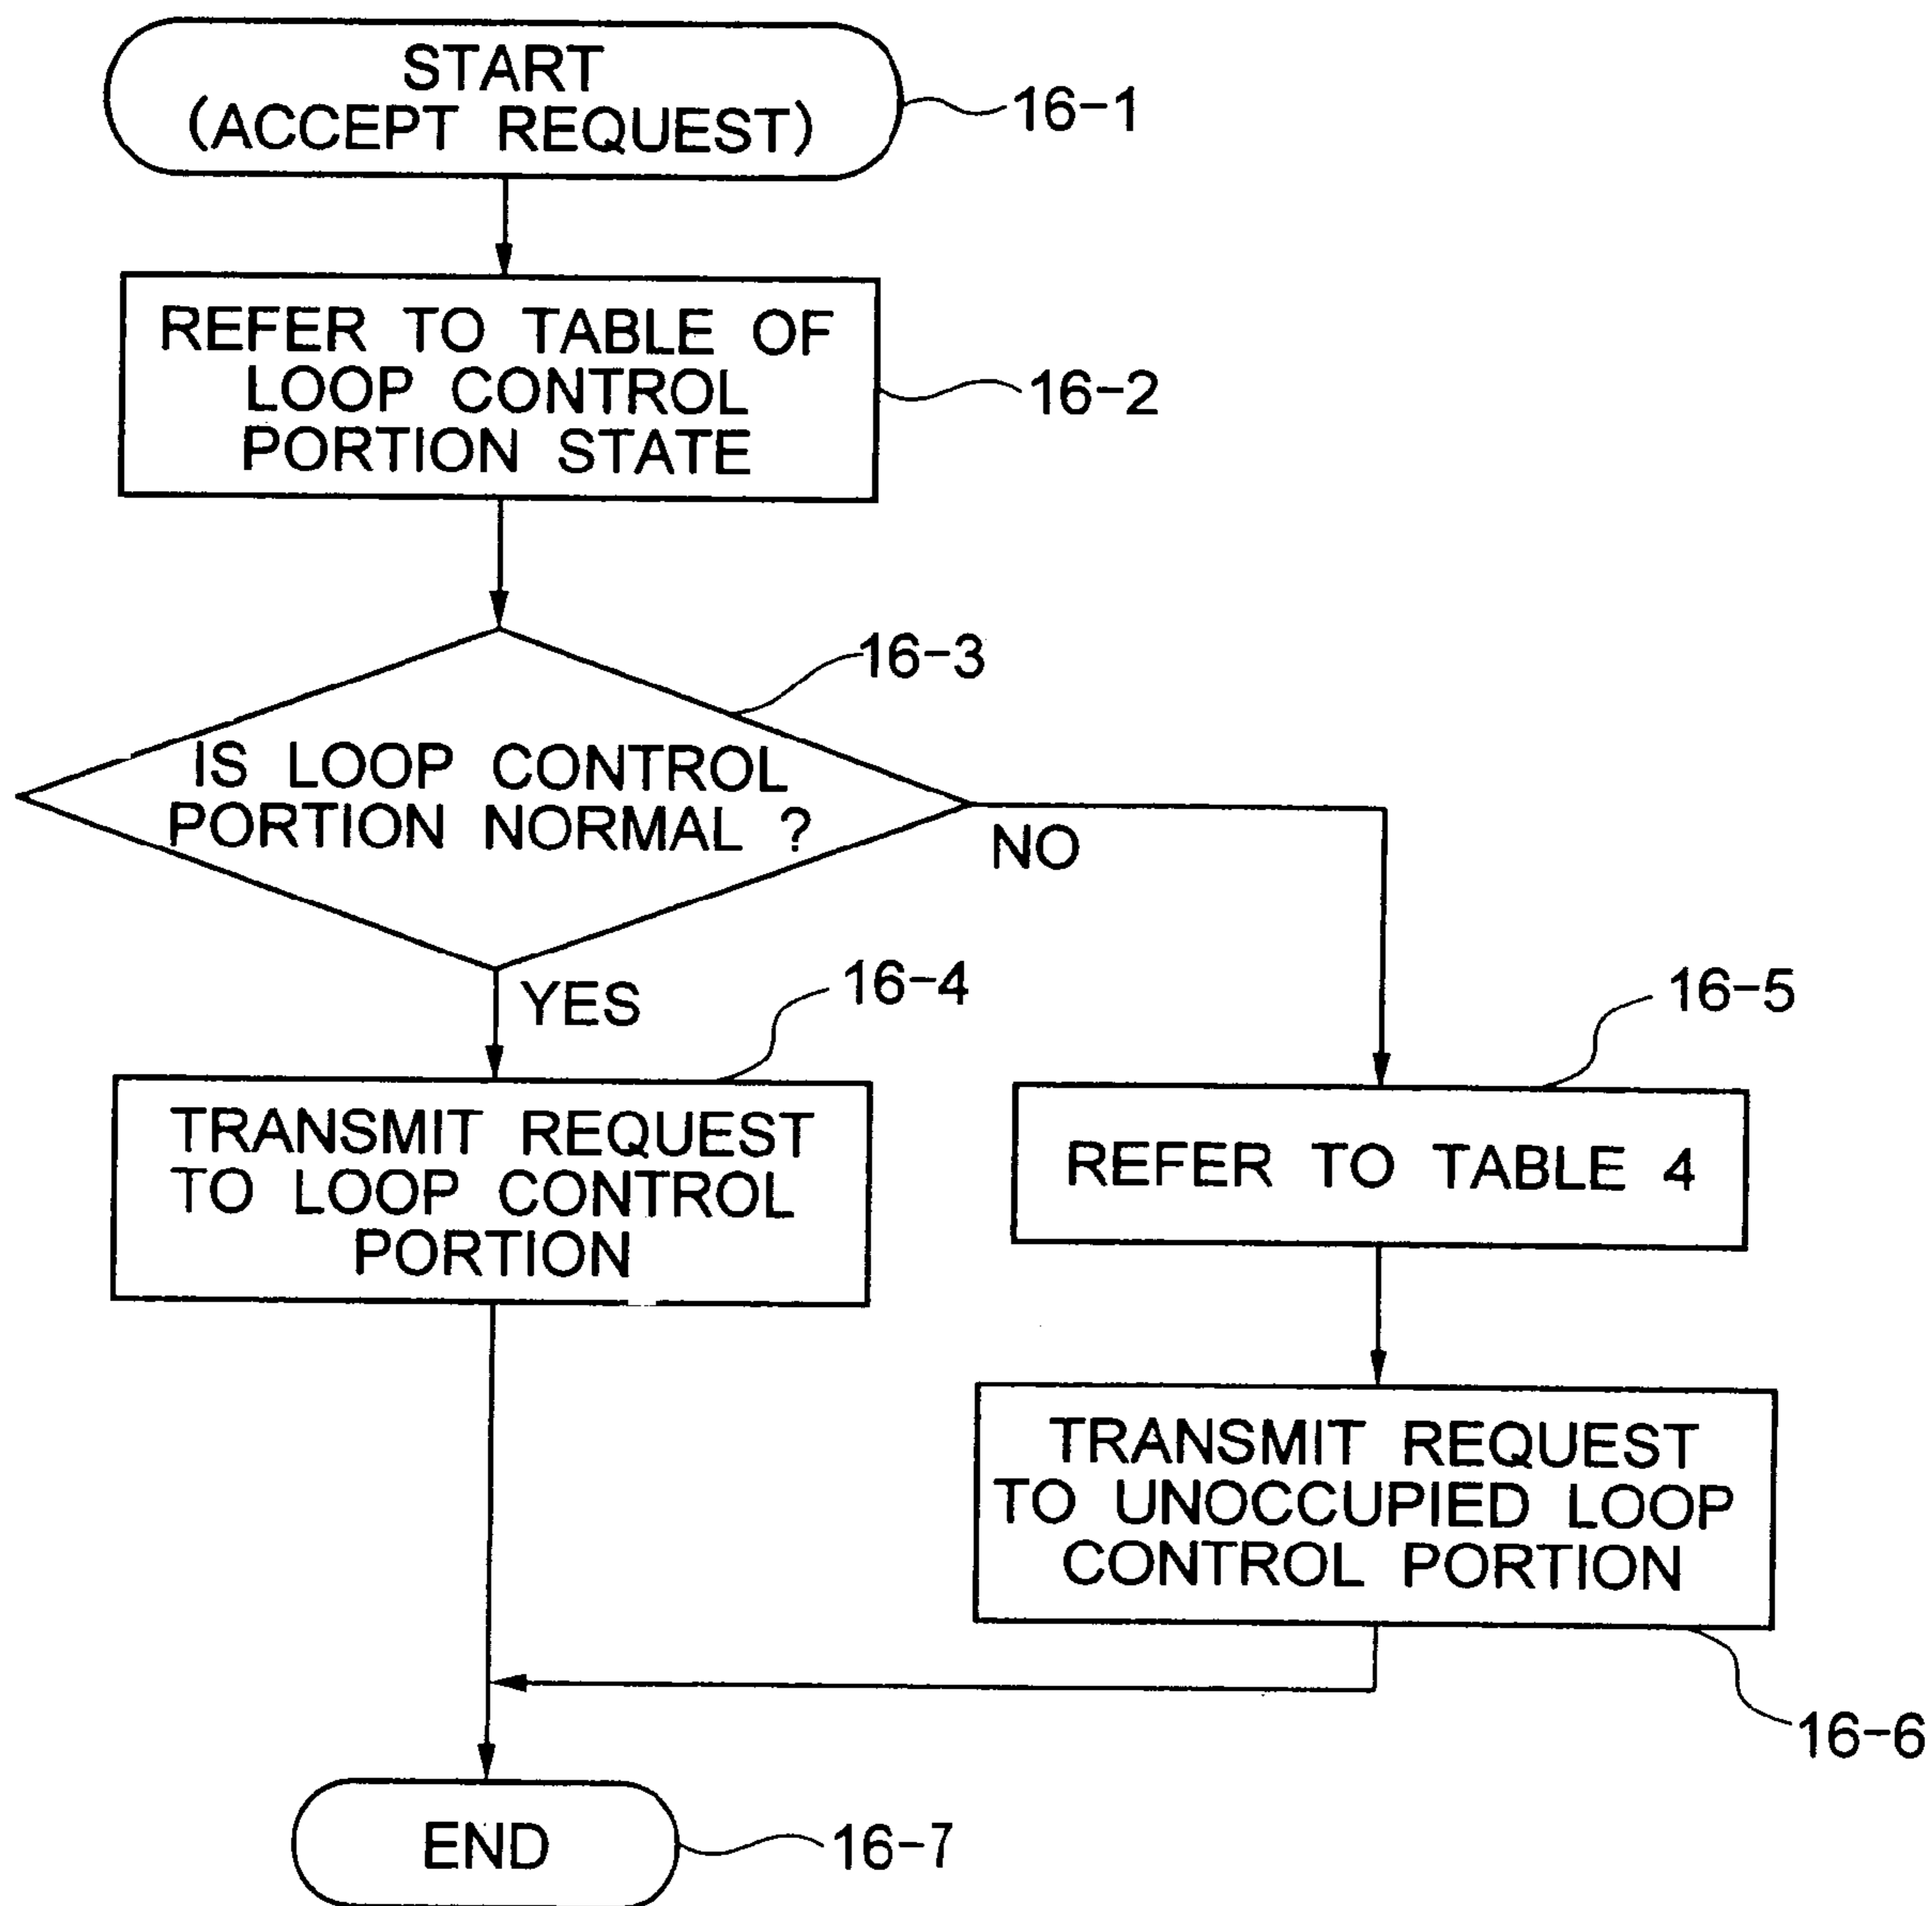 START
(ACCEPT REQUEST)
16-1
REFER TO TABLE OF
LOOP CONTROL
PORTION STATE
16-2
16-3
IS LOOP CONTROL
PORTION NORMAL ?
NO
YES
16-4
16-5
TRANSMIT REQUEST
TO LOOP CONTROL
PORTION
REFER TO TABLE 4
TRANSMIT REQUEST
TO UNOCCUPIED LOOP
CONTROL PORTION
16-6
END
16-7